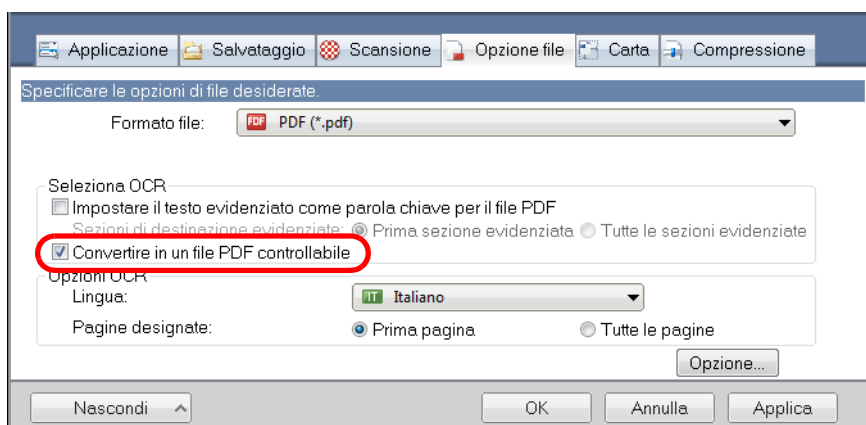 Applicazione Salvataggio Scansione Opzione file Carta Compressione
Specificare le opzioni di file desiderate.
Formato file: PDF PDF (*.pdf)
Seleziona OCR
Impostare il testo evidenziato come parola chiave per il file PDF
Sezioni di destinazione evidenziate: Prima sezione evidenziata Tutte le sezioni evidenziate
Convertire in un file PDF controllabile
Opzioni OCR
Lingua: IT Italiano
Pagine designate: Prima pagina Tutte le pagine
Opzione...
Nascondi OK Annulla Applica